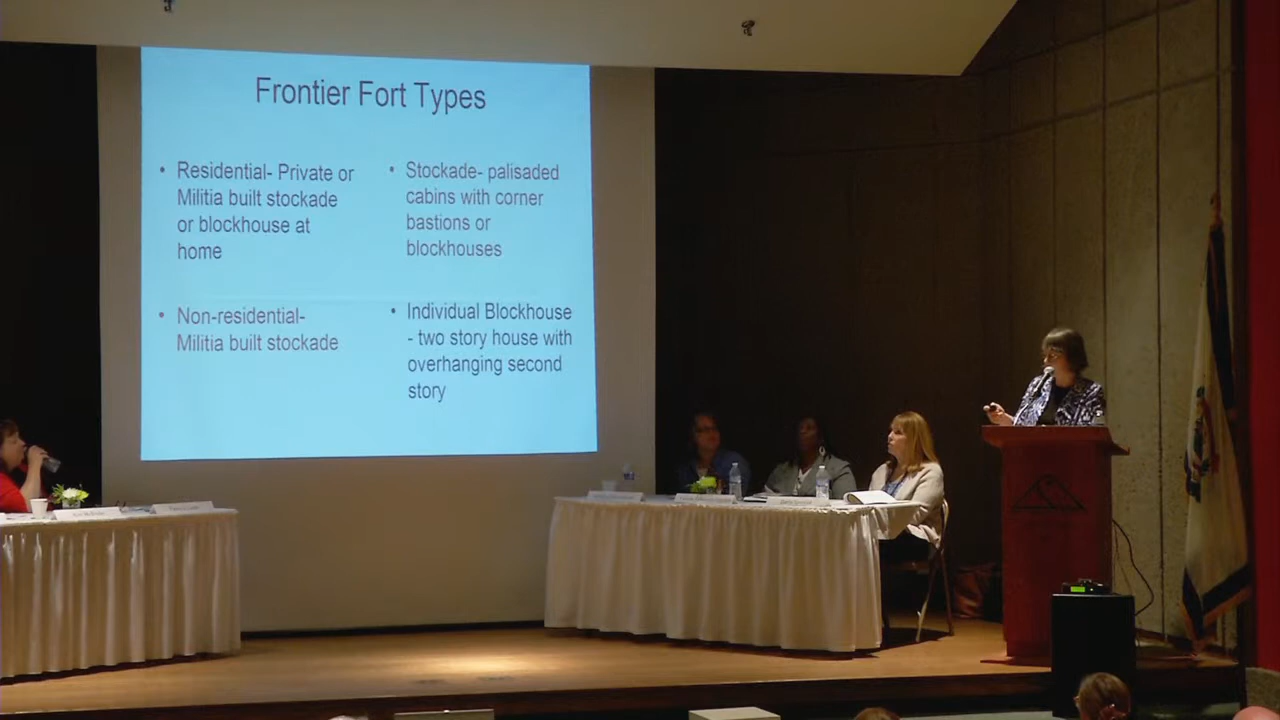 Frontier Fort Types
• Residential- Private or
Militia built stockade
or blockhouse at
home
• Non-residential-
Militia built stockade
• Stockade- palisaded
cabins with corner
bastions or
blockhouses
• Individual Blockhouse
- two story house with
overhanging second
story